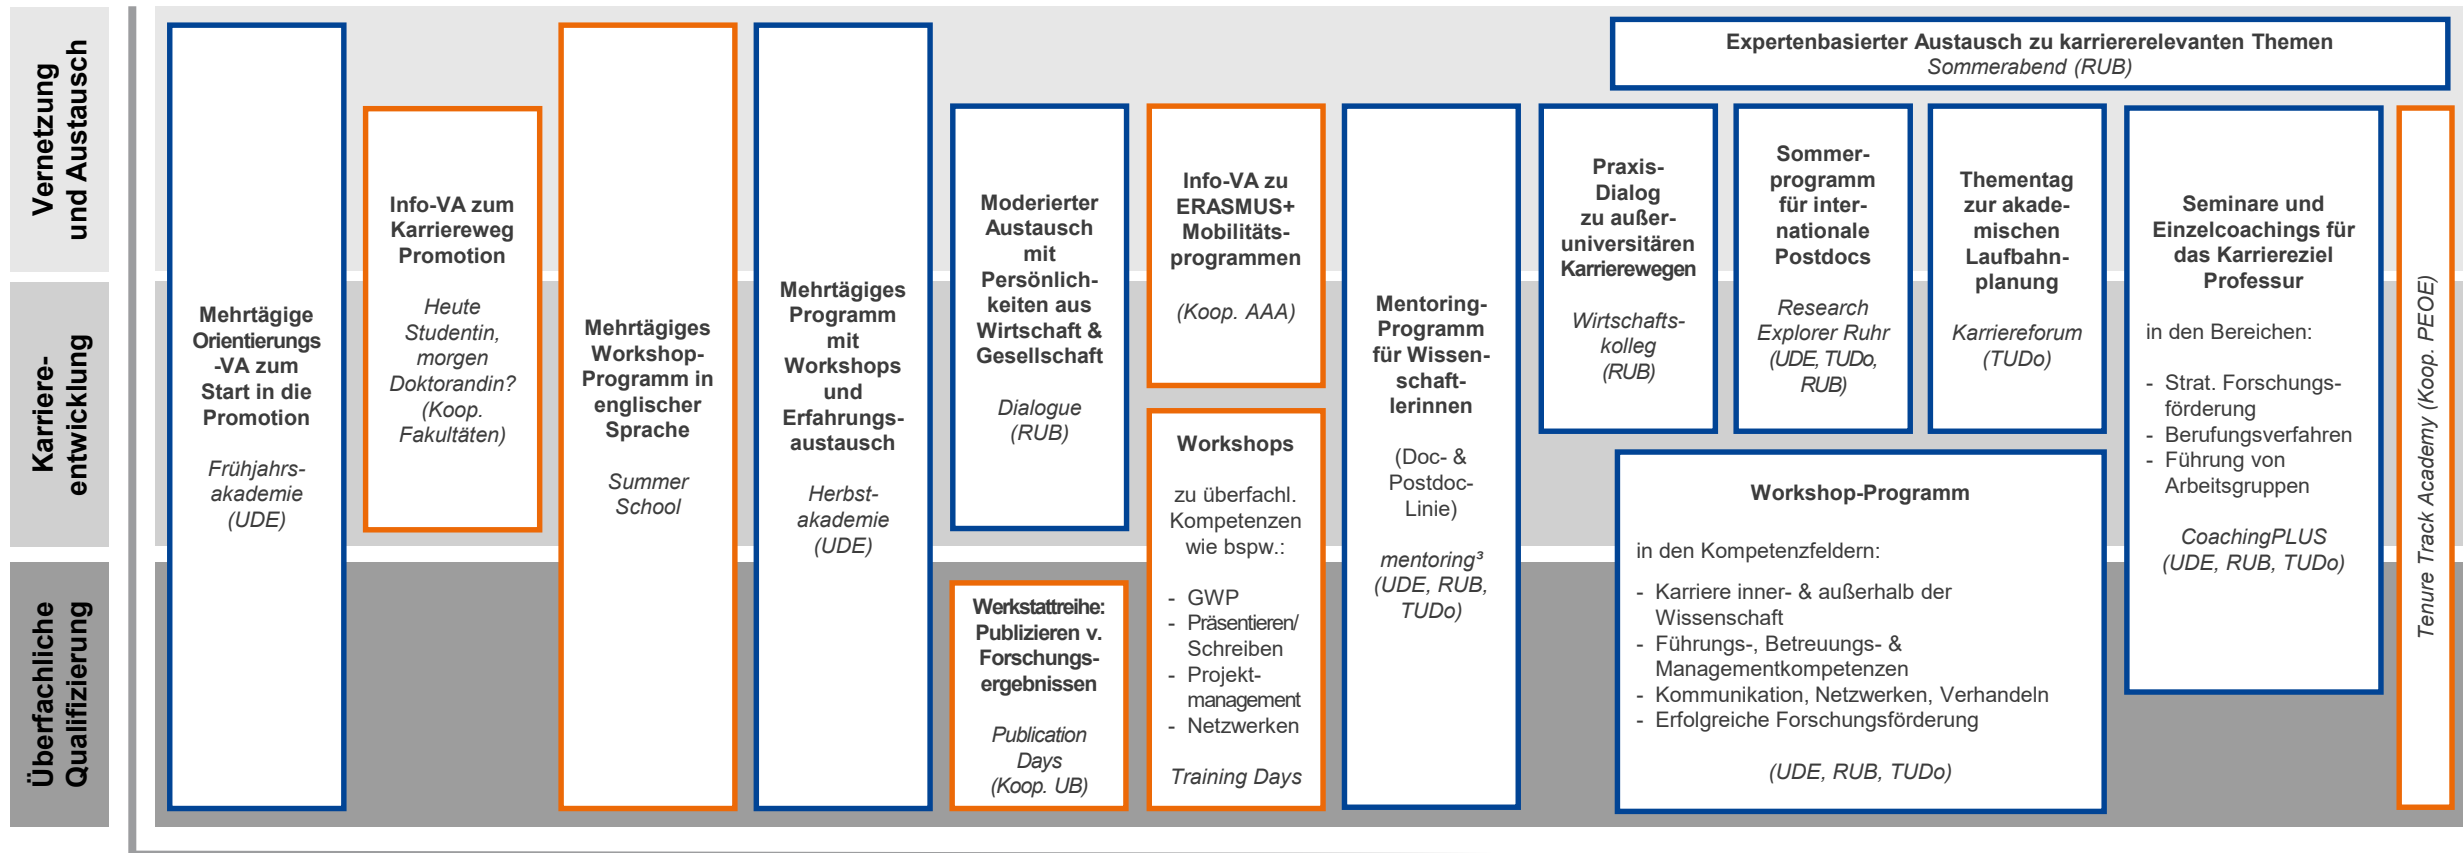 Vernetzung
und Austausch
Karriere-
entwicklung
Überfachliche
Qualifizierung
Mehrtägige
Orientierungs
-VA zum
Start in die
Promotion
Frühjahrs-
akademie
(UDE)
Info-VA zum
Karriereweg
Promotion
Heute
Studentin,
morgen
Doktorandin?
(Koop.
Fakultäten)
Mehrtägiges
Workshop-
Programm in
englischer
Sprache
Summer
School
Mehrtägiges
Programm
mit
Workshops
und
Erfahrungs-
austausch
Herbst-
akademie
(UDE)
Moderierter
Austausch
mit
Persönlich-
keiten aus
Wirtschaft &
Gesellschaft
Dialogue
(RUB)
Werkstattreihe:
Publizieren v.
Forschungs-
ergebnissen
Publication
Days
(Koop. UB)
Info-VA zu
ERASMUS+
Mobilitäts-
programmen
(Koop. AAA)
Workshops
zu überfachl.
Kompetenzen
wie bspw.:
- GWP
- Präsentieren/
Schreiben
- Projekt-
management
- Netzwerken
Training Days
Mentoring-
Programm
für Wissen-
schaft-
lerinnen
(Doc- &
Postdoc-
Linie)
mentoring³
(UDE, RUB,
TUDo)
Expertenbasierter Austausch zu karriererelevanten Themen
Sommerabend (RUB)
Praxis-
Dialog
zu außer-
universitären
Karrierewegen
Wirtschafts-
kolleg
(RUB)
Sommer-
programm
für inter-
nationale
Postdocs
Research
Explorer Ruhr
(UDE, TUDo,
RUB)
Thementag
zur akade-
mischen
Laufbahn-
planung
Karriereforum
(TUDo)
Workshop-Programm
in den Kompetenzfeldern:
- Karriere inner- & außerhalb der
Wissenschaft
- Führungs-, Betreuungs- &
Managementkompetenzen
- Kommunikation, Netzwerken, Verhandeln
- Erfolgreiche Forschungsförderung
(UDE, RUB, TUDo)
Seminare und
Einzelcoachings für
das Karriereziel
Professur
in den Bereichen:
- Strat. Forschungs-
förderung
- Berufungsverfahren
- Führung von
Arbeitsgruppen
CoachingPLUS
(UDE, RUB, TUDo)
Tenure Track Academy (Koop. PEOE)